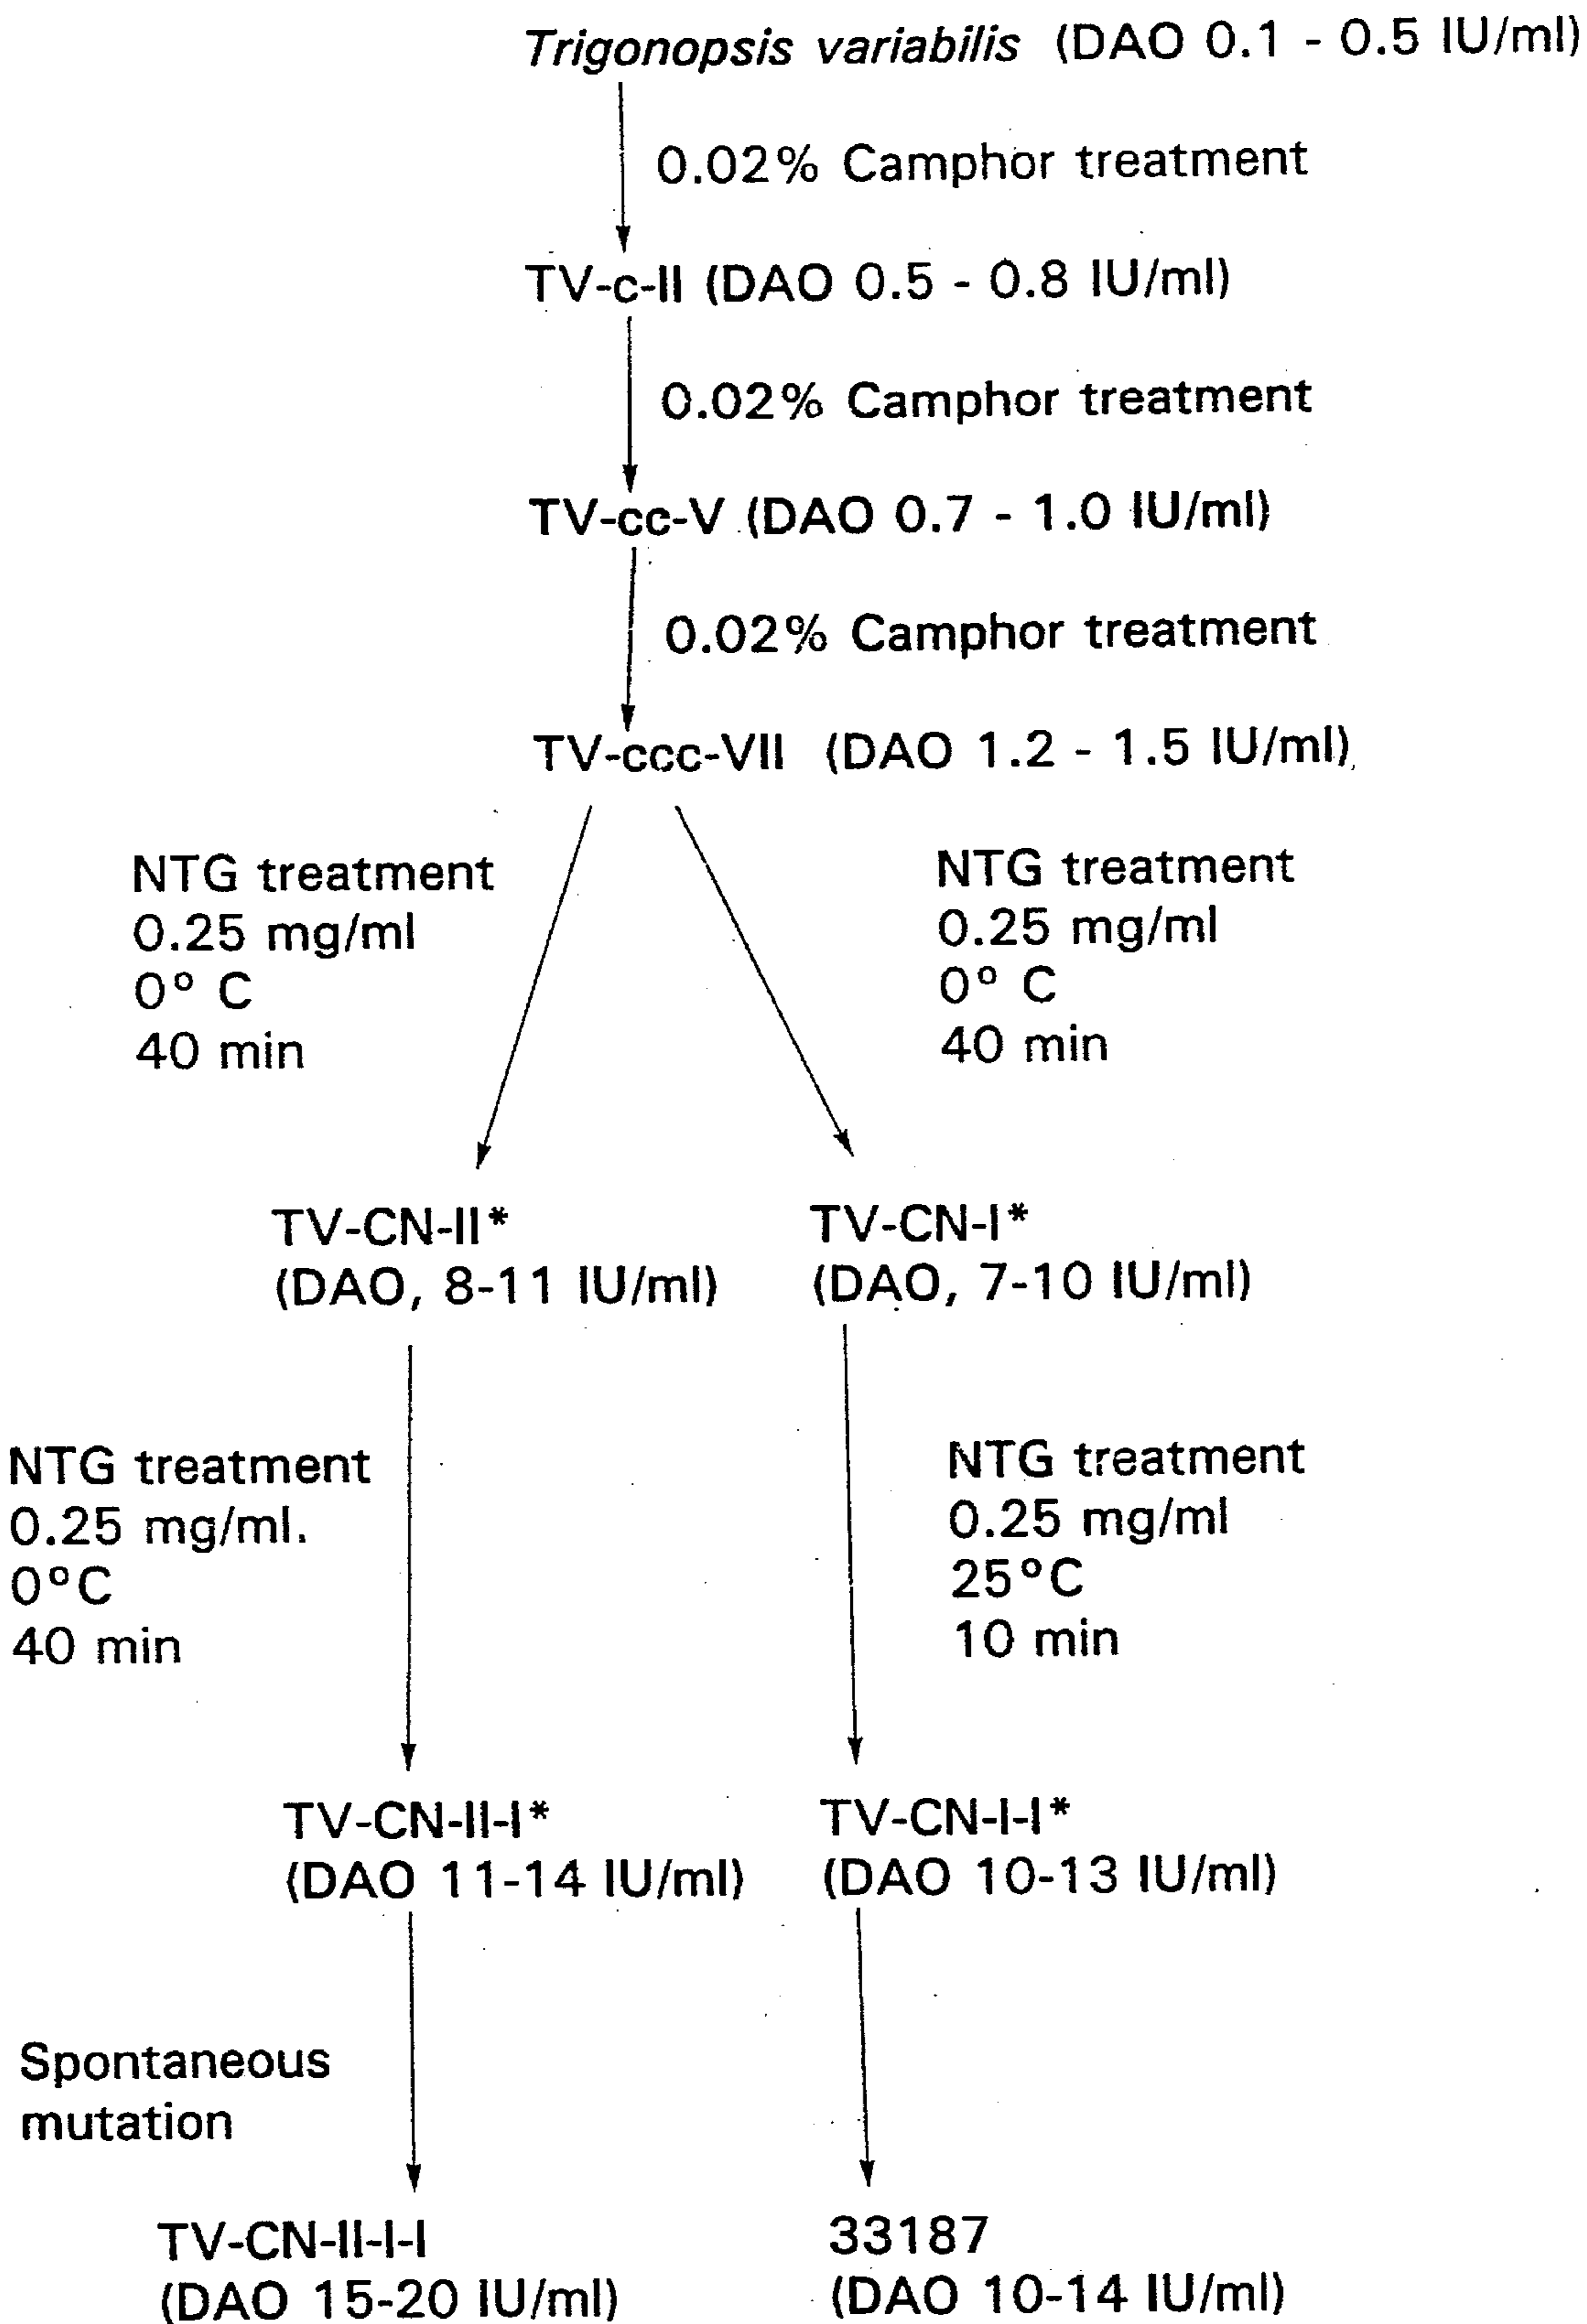 Trigonopsis variabilis (DAO 0.1 - 0.5 IU/ml)
0.02% Camphor treatment
TV-c-II (DAO 0.5 - 0.8 IU/ml)
0.02% Camphor treatment
TV-cc-V (DAO 0.7 - 1.0 IU/ml)
0.02% Camphor treatment
TV-ccc-VII (DAO 1.2 - 1.5 IU/ml)
NTG treatment
0.25 mg/ml
0° C
40 min
NTG treatment
0.25 mg/ml
0° C
40 min
TV-CN-II*
(DAO, 8-11 IU/ml)
TV-CN-I*
(DAO, 7-10 IU/ml)
NTG treatment
0.25 mg/ml.
0°C
40 min
NTG treatment
0.25 mg/ml
25°C
10 min
TV-CN-II-I*
(DAO 11-14 IU/ml)
TV-CN-I-I*
(DAO 10-13 IU/ml)
Spontaneous
mutation
TV-CN-II-I-I
(DAO 15-20 IU/ml)
33187
(DAO 10-14 IU/ml)